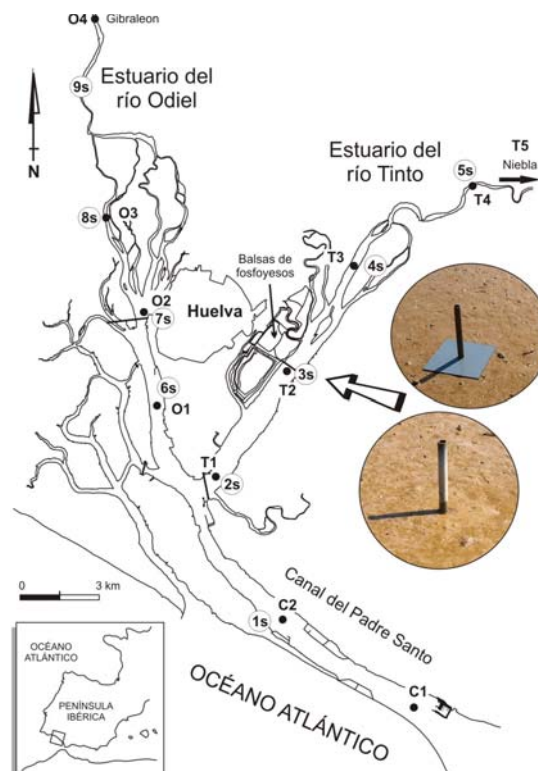 O4 Gibraleon
Estuario del
río Odiel
9s
N
Estuario del
río Tinto
T5
Niebla
5s
T4
8s
O3
T3
4s
Balsas de
fosfoyesos
O2
7s
Huelva
3s
T2
6s
O1
T1
2s
0 3 km
Canal del Padre Santo
C2
1s
C1
OCÉANO ATLÁNTICO
OCÉANO
ATLÁNTICO
PENÍNSULA
IBÉRICA